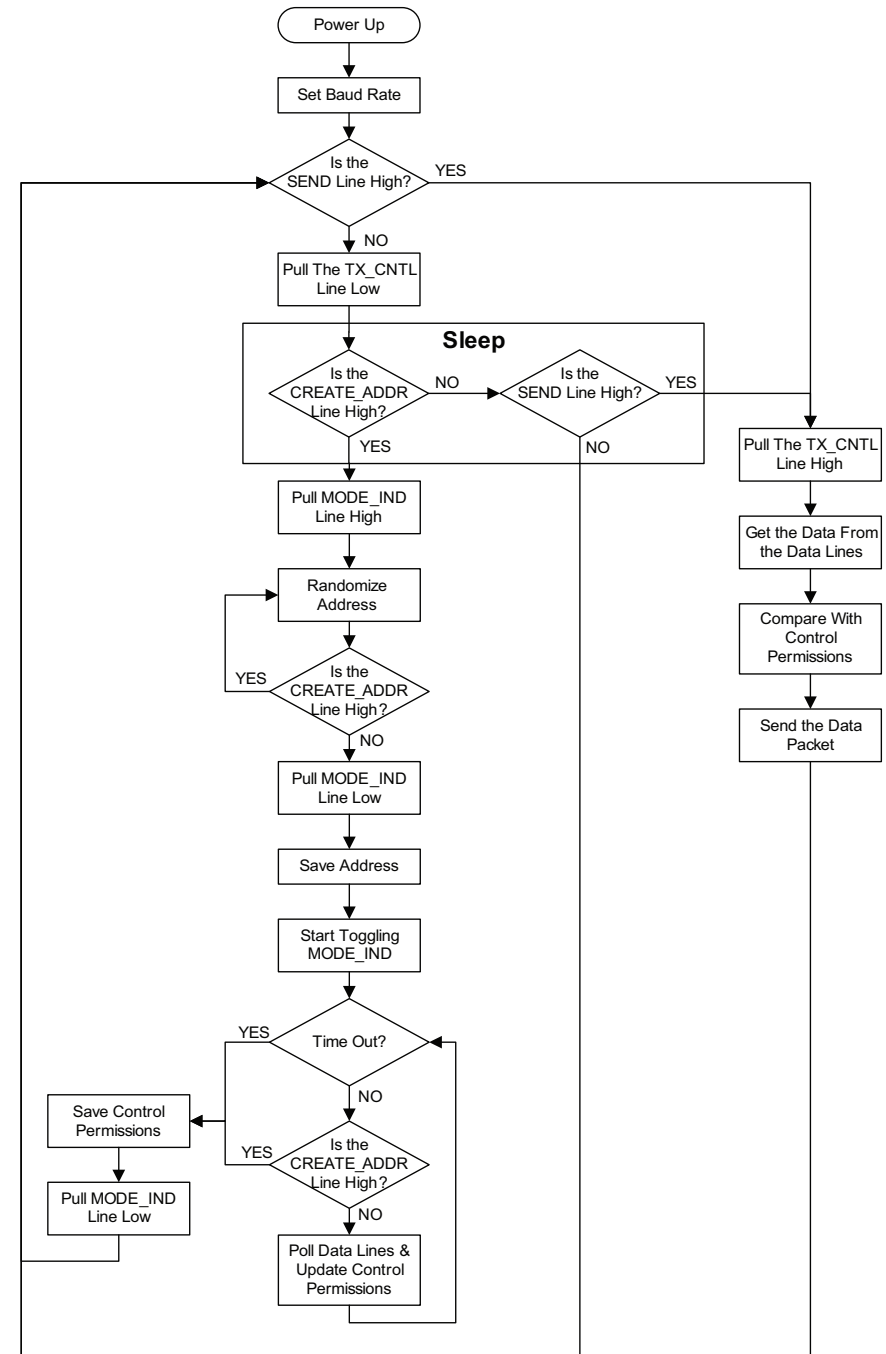 Power Up
Set Baud Rate
Is the
SEND Line High?
YES
NO
Pull The TX_CNTL
Line Low
Sleep
Is the
CREATE_ADDR
Line High?
NO
Is the
SEND Line High?
YES
YES
NO
Pull The TX_CNTL
Line High
Get the Data From
the Data Lines
Compare With
Control
Permissions
Send the Data
Packet
Pull MODE_IND
Line High
Randomize
Address
YES
Is the
CREATE_ADDR
Line High?
NO
Pull MODE_IND
Line Low
Save Address
Start Toggling
MODE_IND
YES
Time Out?
NO
Save Control
Permissions
YES
Is the
CREATE_ADDR
Line High?
Pull MODE_IND
Line Low
NO
Poll Data Lines &
Update Control
Permissions